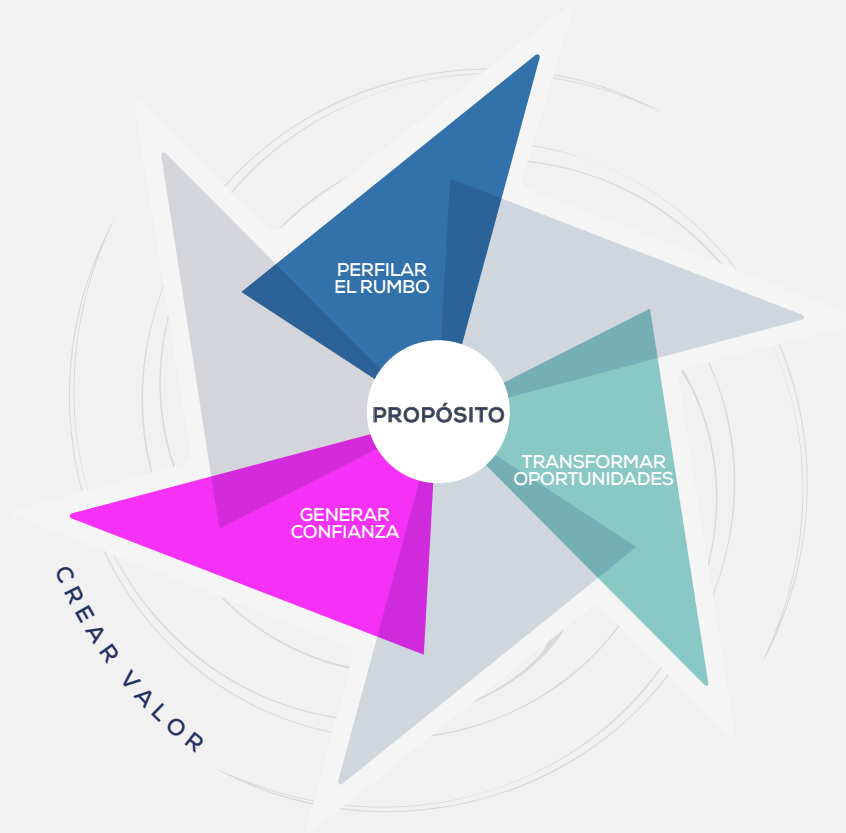 PERFILAR
EL RUMBO
PROPÓSITO
TRANSFORMAR
OPORTUNIDADES
GENERAR
CONFIANZA
CREAR VALOR